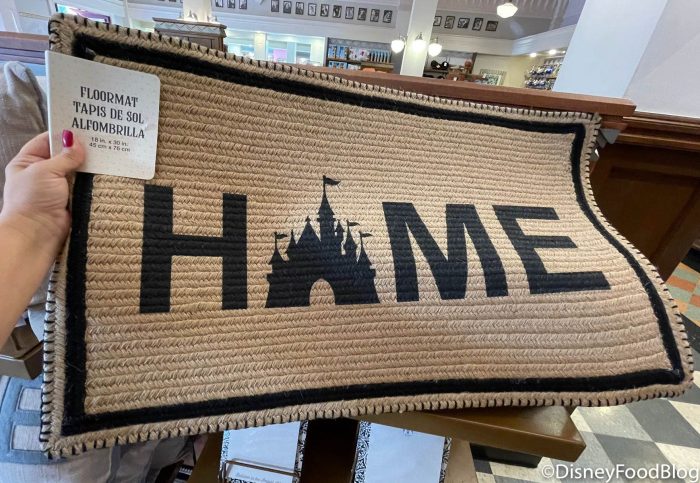 FLOORMAT
TAPIS DE SOL
ALFOMBRILLA
18 in. x 30 in.
45 cm x 76 cm
H ME
©DisneyFoodBlog